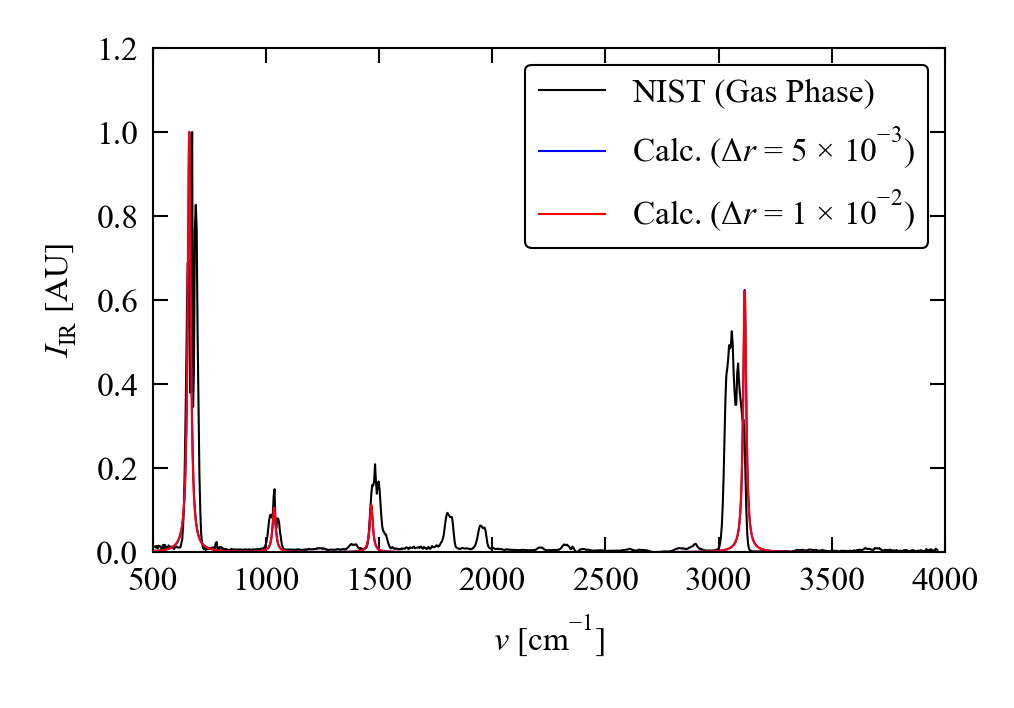 1.2
1.0
0.8
0.6
0.4
0.2
0.0
I_IR [AU]
NIST (Gas Phase)
Calc. (Δr = 5 × 10⁻³)
Calc. (Δr = 1 × 10⁻²)
500 1000 1500 2000 2500 3000 3500 4000
v [cm⁻¹]